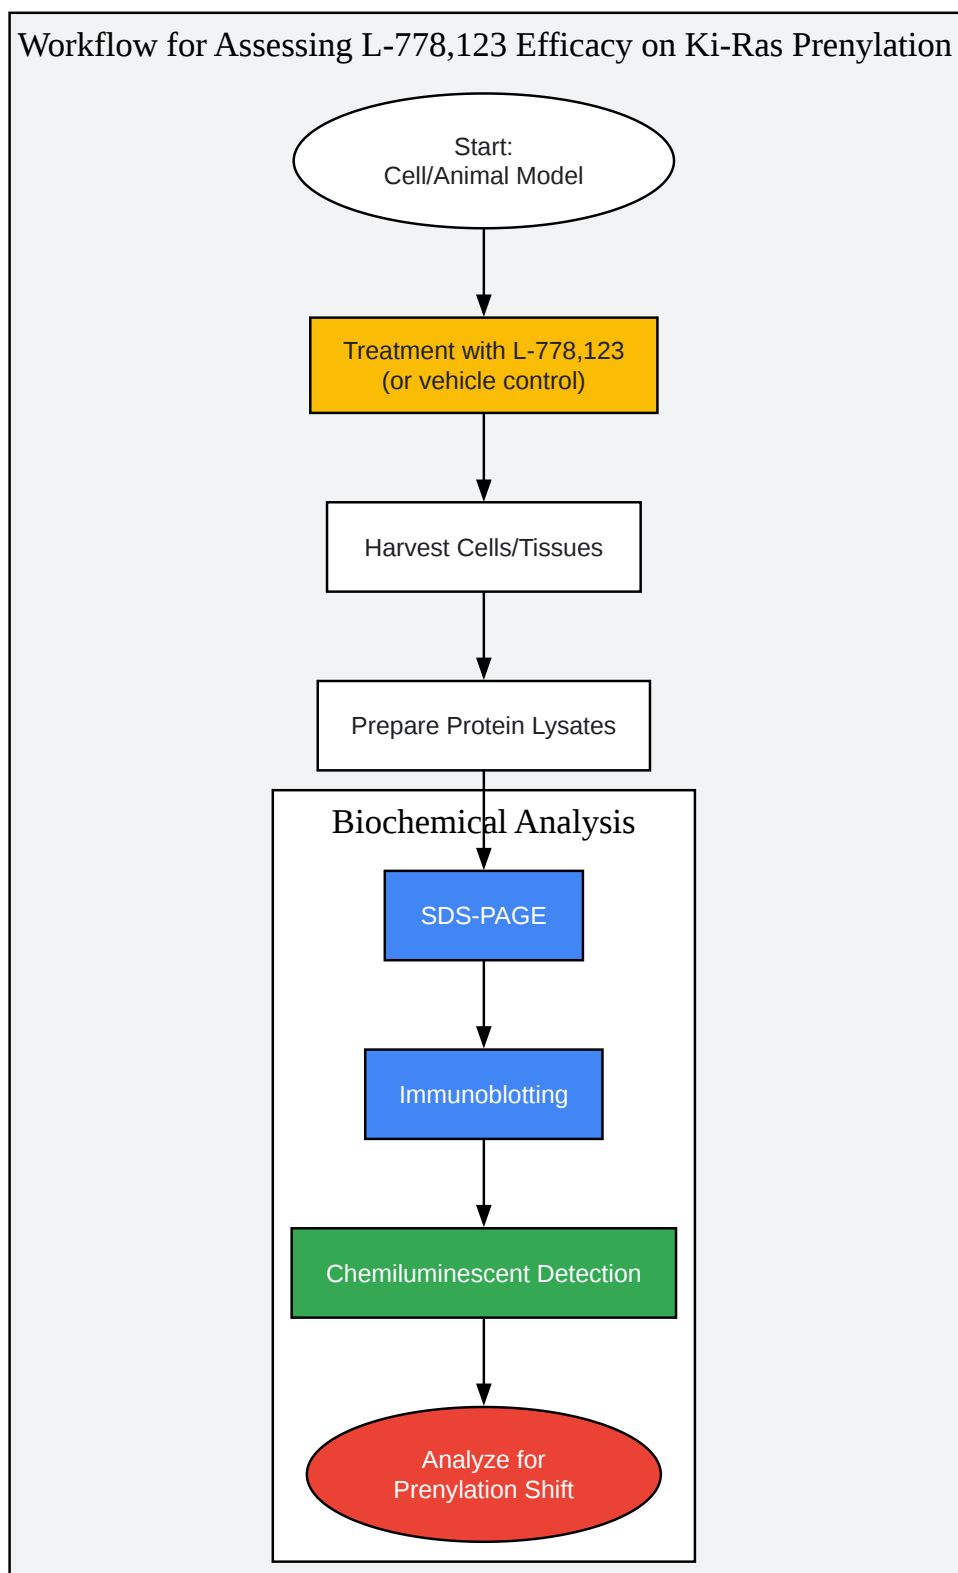 Workflow for Assessing L-778,123 Efficacy on Ki-Ras Prenylation
Start:
Cell/Animal Model
Treatment with L-778,123
(or vehicle control)
Harvest Cells/Tissues
Prepare Protein Lysates
Biochemical Analysis
SDS-PAGE
Immunoblotting
Chemiluminescent Detection
Analyze for
Prenylation Shift